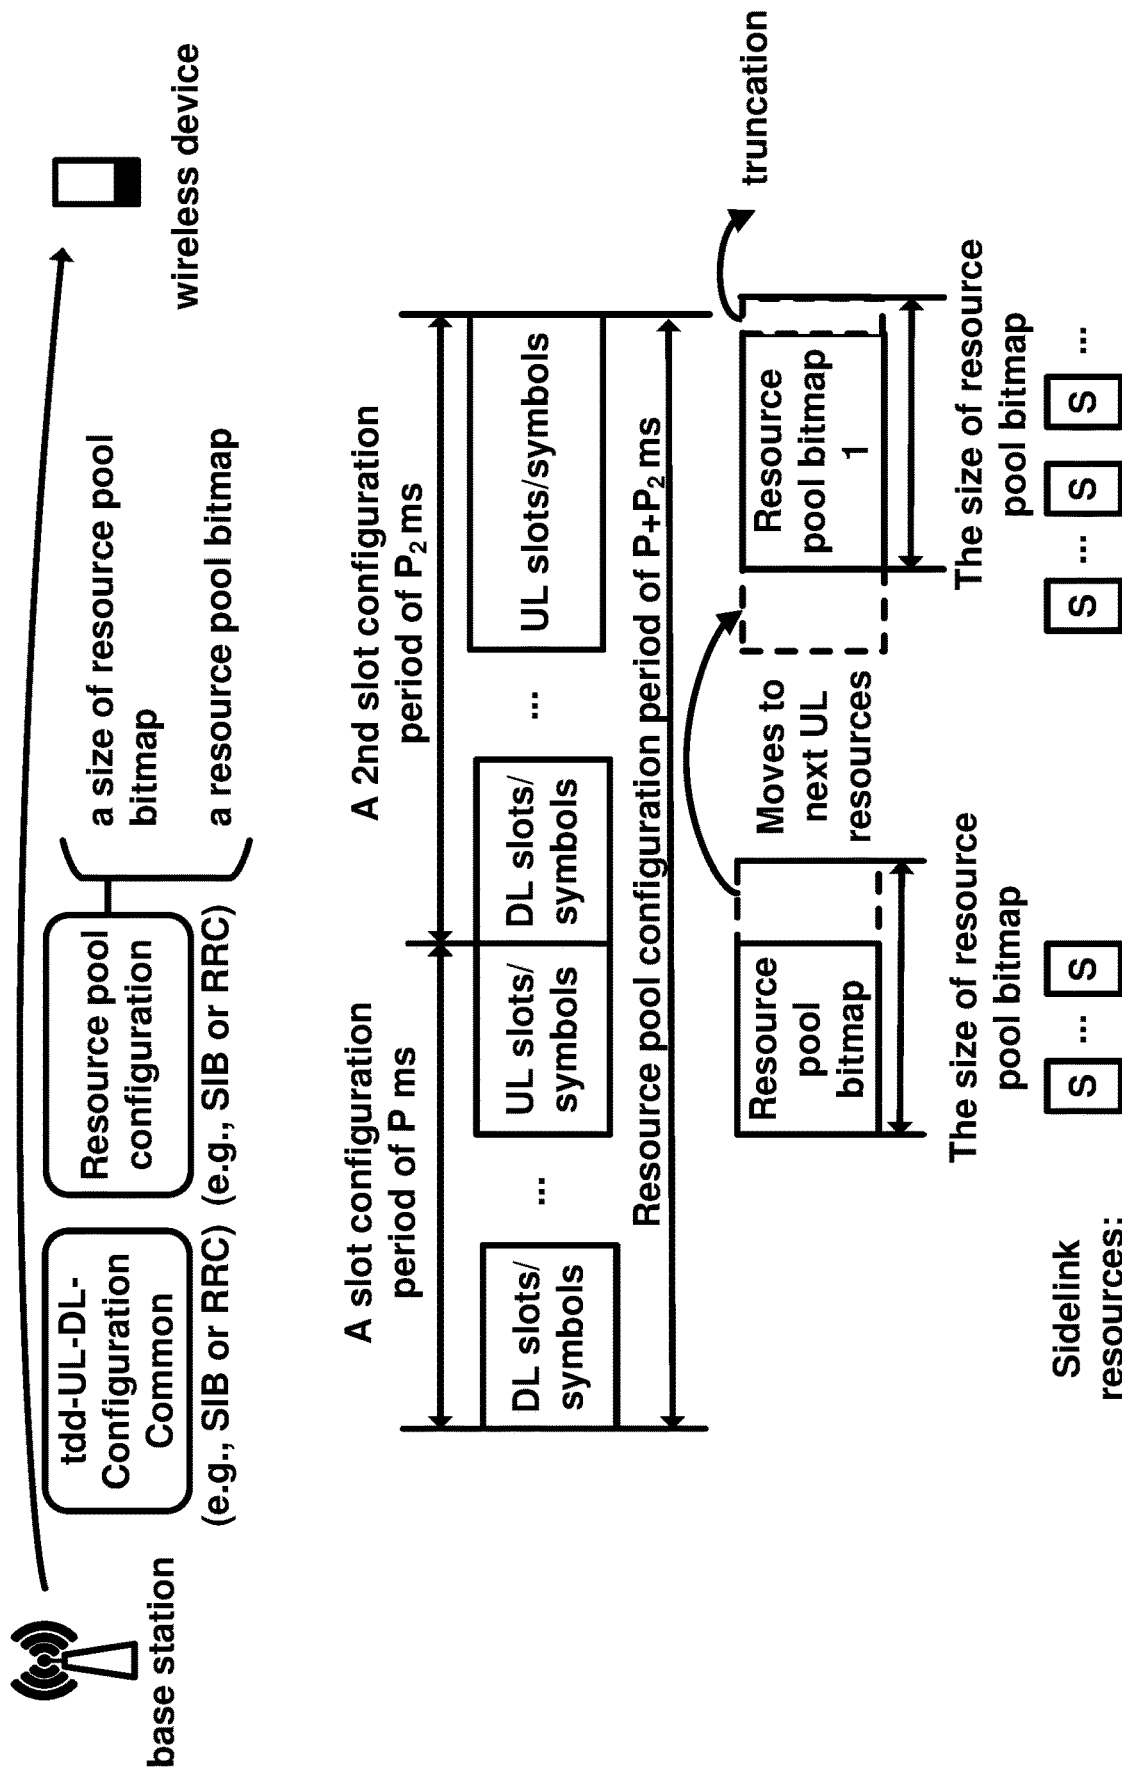 base station
tdd-UL-DL-
Configuration
Common
(e.g., SIB or RRC)
Resource pool
configuration
(e.g., SIB or RRC)
a size of resource pool
bitmap
a resource pool bitmap
wireless device
A slot configuration
period of P ms
A 2nd slot configuration
period of P₂ ms
DL slots/
symbols
...
UL slots/
symbols
DL slots/
symbols
...
UL slots/symbols
Resource pool configuration period of P+P₂ ms
Resource
pool
bitmap
Moves to
next UL
resources
Resource
pool bitmap
1
truncation
The size of resource
pool bitmap
The size of resource
pool bitmap
Sidelink
resources:
S ... S
S ... S S ...